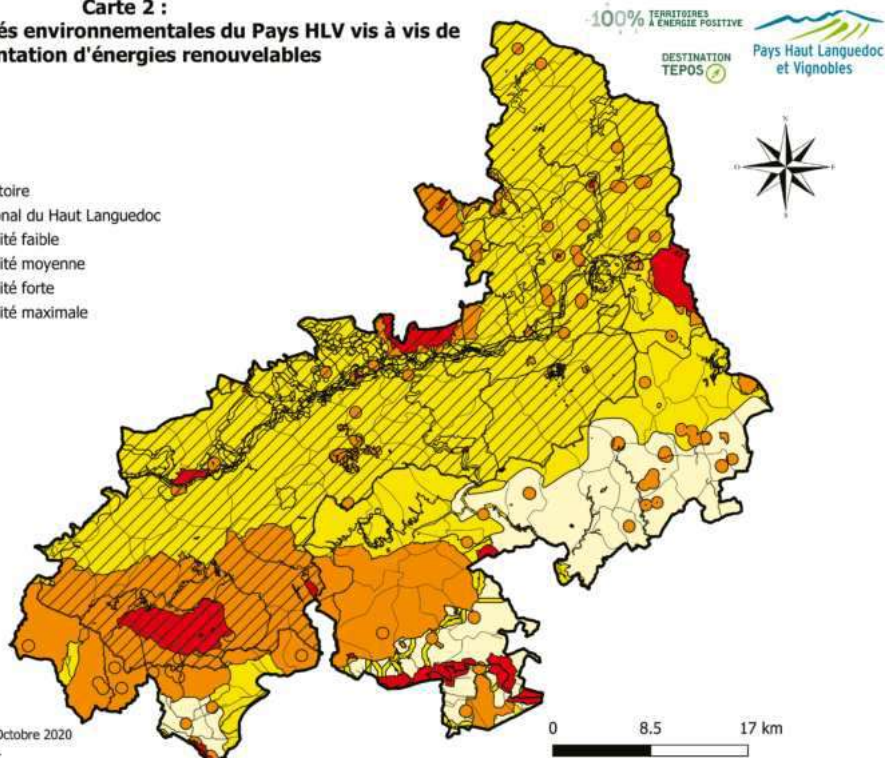 Carte 2 :
és environnementales du Pays HLV vis à vis de
ntation d'énergies renouvelables
100% TERRITOIRES
À ÉNERGIE POSITIVE
DESTINATION
TEPOS
Pays Haut Languedoc
et Vignobles
N
O
E
S
toire
nal du Haut Languedoc
ité faible
ité moyenne
ité forte
ité maximale
Octobre 2020
0 8.5 17 km